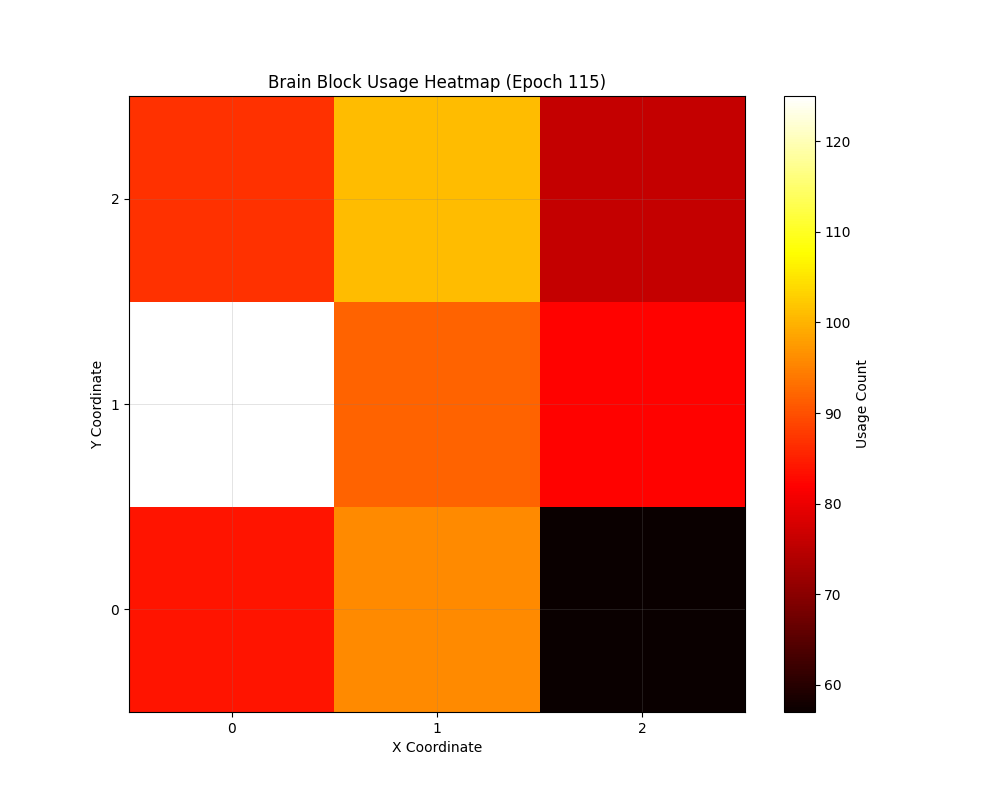 Brain Block Usage Heatmap (Epoch 115)
Y Coordinate
2
1
0
0 1 2
X Coordinate
120
110
100
90
80
70
60
Usage Count